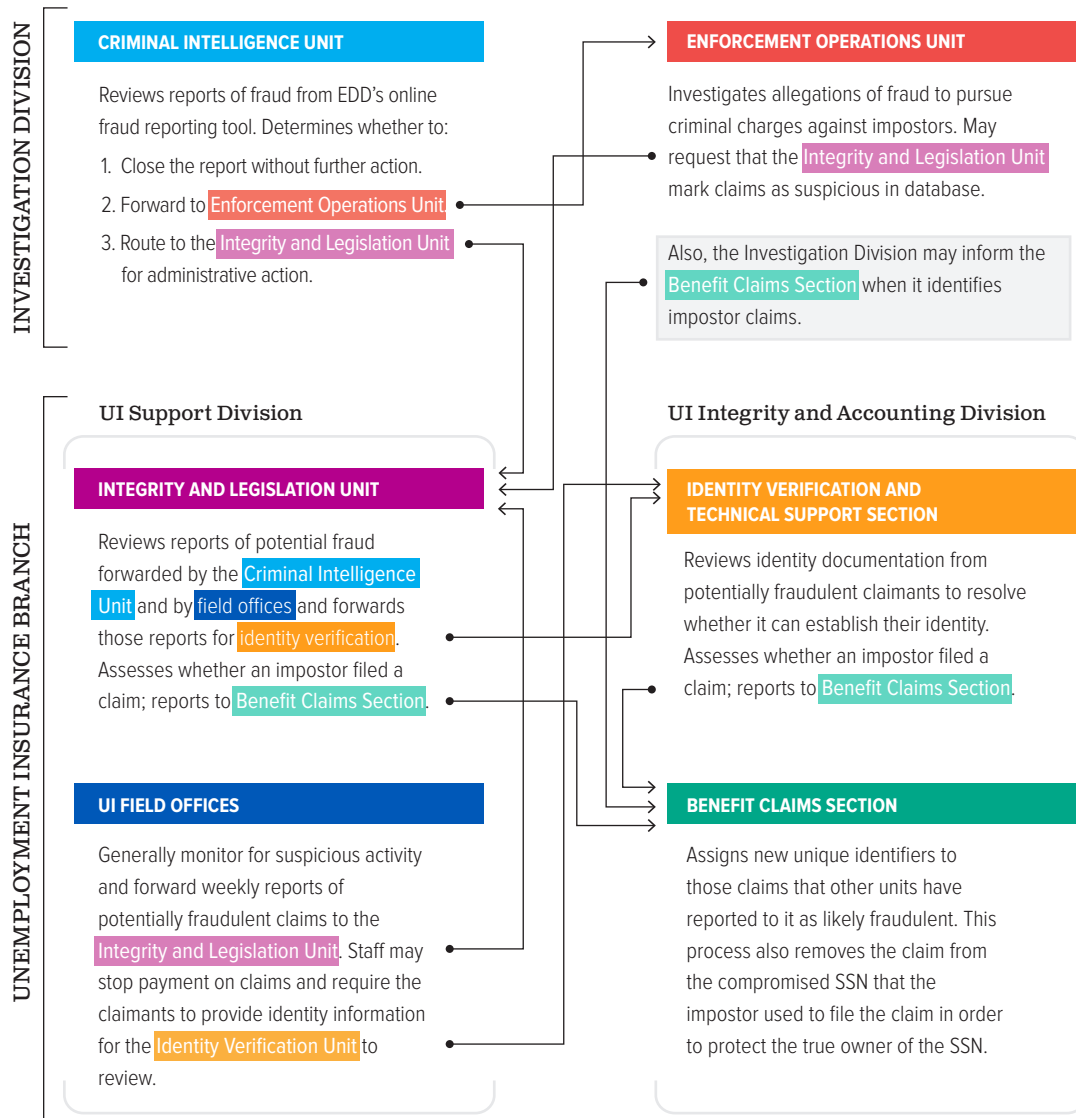 INVESTIGATION DIVISION
CRIMINAL INTELLIGENCE UNIT
Reviews reports of fraud from EDD's online
fraud reporting tool. Determines whether to:
1. Close the report without further action.
2. Forward to Enforcement Operations Unit.
3. Route to the Integrity and Legislation Unit
for administrative action.
ENFORCEMENT OPERATIONS UNIT
Investigates allegations of fraud to pursue
criminal charges against impostors. May
request that the Integrity and Legislation Unit
mark claims as suspicious in database.
Also, the Investigation Division may inform the
Benefit Claims Section when it identifies
impostor claims.
UNEMPLOYMENT INSURANCE BRANCH
UI Support Division
INTEGRITY AND LEGISLATION UNIT
Reviews reports of potential fraud
forwarded by the Criminal Intelligence
Unit and by field offices and forwards
those reports for identity verification.
Assesses whether an impostor filed a
claim; reports to Benefit Claims Section.
UI FIELD OFFICES
Generally monitor for suspicious activity
and forward weekly reports of
potentially fraudulent claims to the
Integrity and Legislation Unit. Staff may
stop payment on claims and require the
claimants to provide identity information
for the Identity Verification Unit to
review.
UI Integrity and Accounting Division
IDENTITY VERIFICATION AND
TECHNICAL SUPPORT SECTION
Reviews identity documentation from
potentially fraudulent claimants to resolve
whether it can establish their identity.
Assesses whether an impostor filed a
claim; reports to Benefit Claims Section.
BENEFIT CLAIMS SECTION
Assigns new unique identifiers to
those claims that other units have
reported to it as likely fraudulent. This
process also removes the claim from
the compromised SSN that the
impostor used to file the claim in order
to protect the true owner of the SSN.